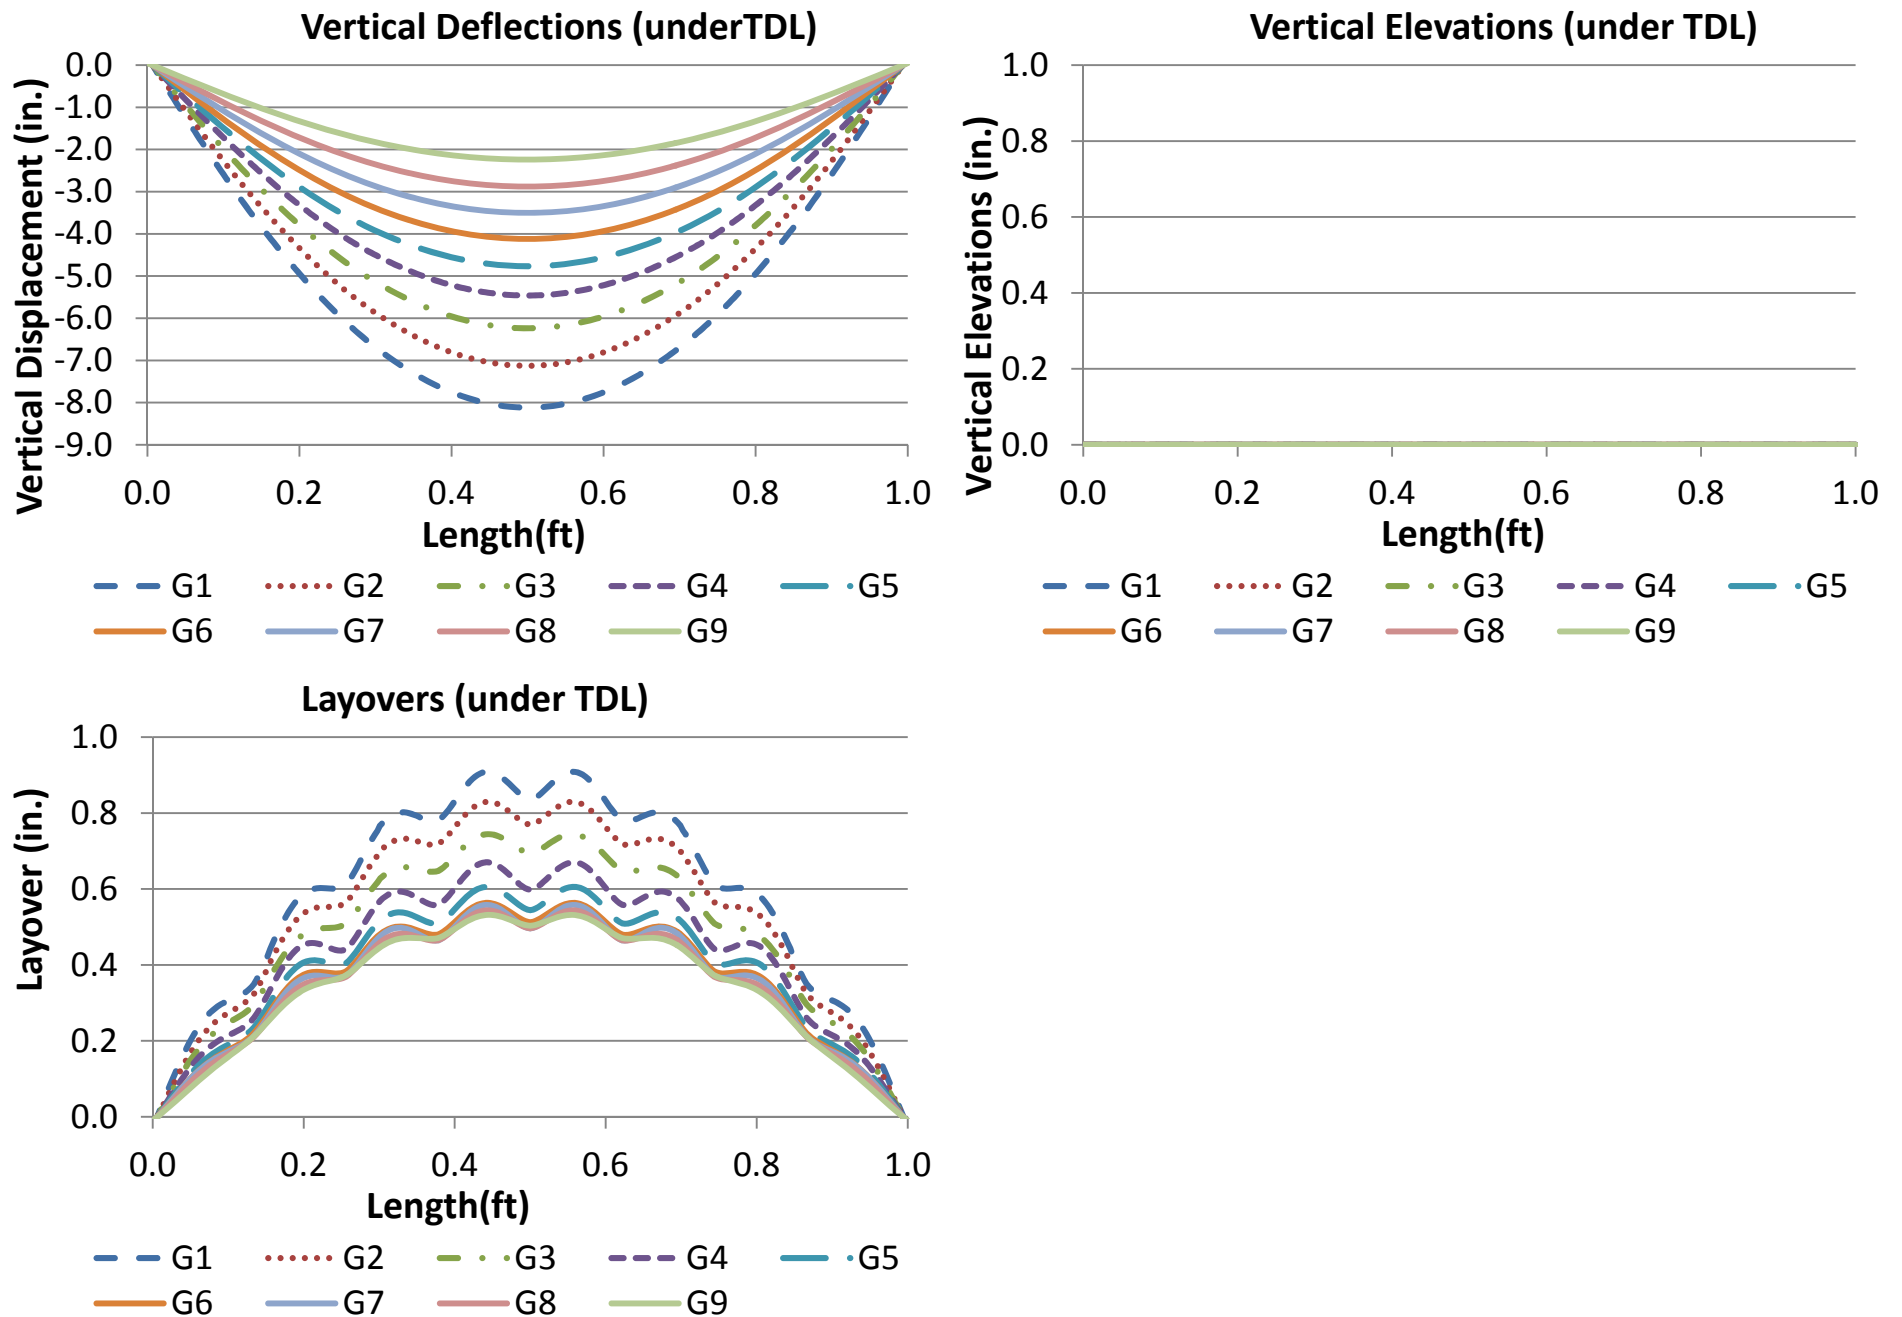 Vertical Deflections (underTDL)
Vertical Displacement (in.)
0.0
-1.0
-2.0
-3.0
-4.0
-5.0
-6.0
-7.0
-8.0
-9.0
0.0 0.2 0.4 0.6 0.8 1.0
Length(ft)
G1 G2 G3 G4 G5
G6 G7 G8 G9
Vertical Elevations (under TDL)
Vertical Elevations (in.)
1.0
0.8
0.6
0.4
0.2
0.0
0.0 0.2 0.4 0.6 0.8 1.0
Length(ft)
G1 G2 G3 G4 G5
G6 G7 G8 G9
Layovers (under TDL)
Layover (in.)
1.0
0.8
0.6
0.4
0.2
0.0
0.0 0.2 0.4 0.6 0.8 1.0
Length(ft)
G1 G2 G3 G4 G5
G6 G7 G8 G9